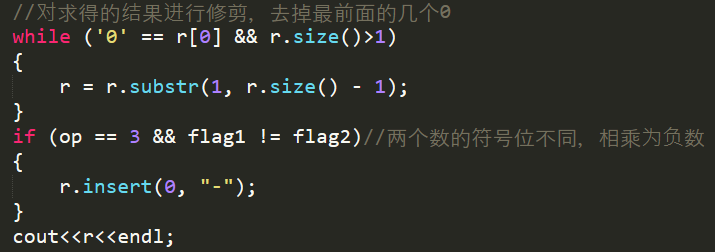 //对求得的结果进行修剪，去掉最前面的几个0
while ('0' == r[0] && r.size()>1)
{
    r = r.substr(1, r.size() - 1);
}
if (op == 3 && flag1 != flag2)//两个数的符号位不同，相乘为负数
{
    r.insert(0, "-");
}
cout<<r<<endl;